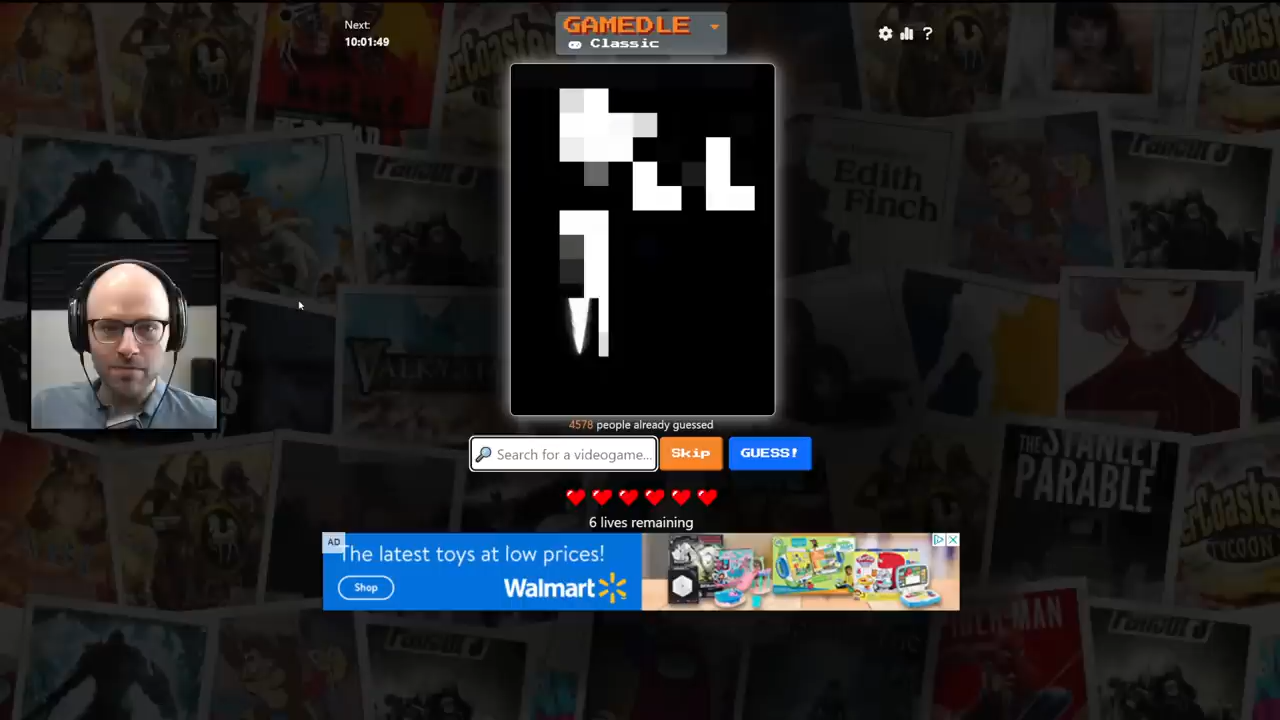 Next:
10:01:49
GAMEDLE
Classic
?
Edith
Finch
THE STANLEY
PARABLE
4578 people already guessed
Search for a videogame...
Skip
GUESS!
6 lives remaining
AD
The latest toys at low prices!
Shop
Walmart